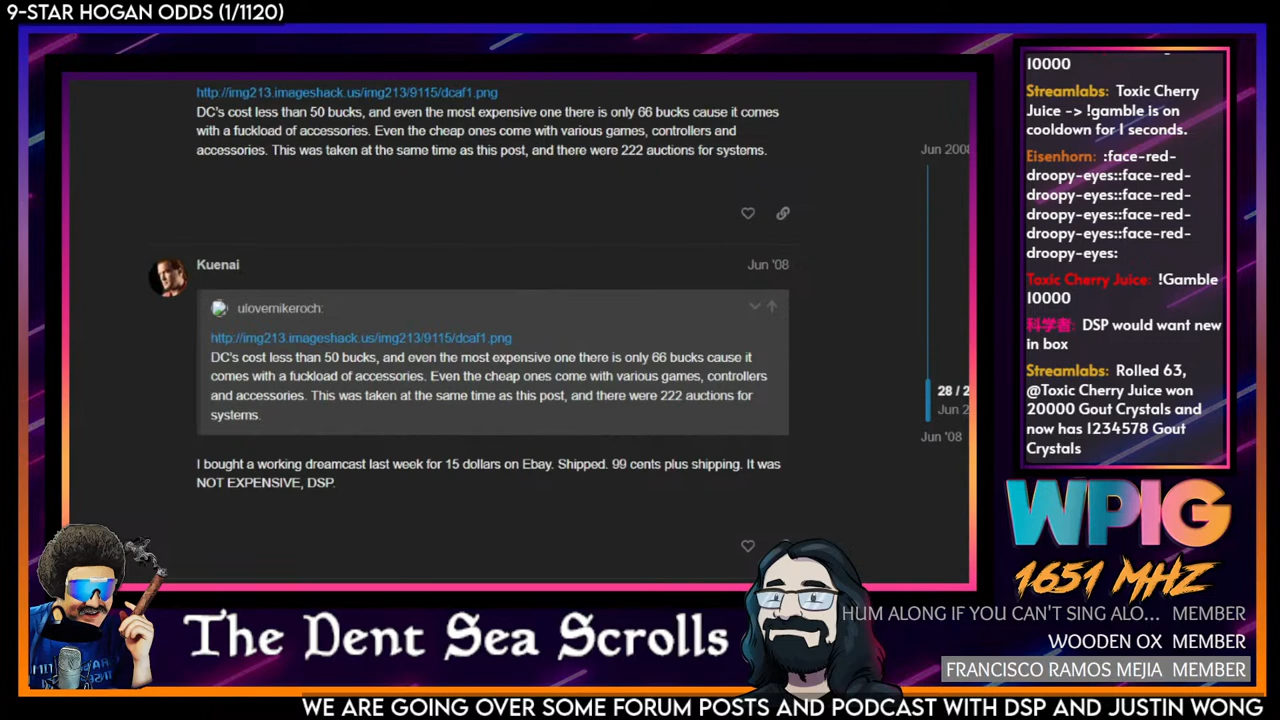 9-STAR HOGAN ODDS (1/1120)
http://img213.imageshack.us/img213/9115/dcaf1.png
DC's cost less than 50 bucks, and even the most expensive one there is only 66 bucks cause it comes
with a fuckload of accessories. Even the cheap ones come with various games, controllers and
accessories. This was taken at the same time as this post, and there were 222 auctions for systems.
Jun 2008
Kuenai
Jun '08
ulovemikeroch:
http://img213.imageshack.us/img213/9115/dcaf1.png
DC's cost less than 50 bucks, and even the most expensive one there is only 66 bucks cause it
comes with a fuckload of accessories. Even the cheap ones come with various games, controllers
and accessories. This was taken at the same time as this post, and there were 222 auctions for
systems.
28 / 2
Jun 2
Jun '08
I bought a working dreamcast last week for 15 dollars on Ebay. Shipped. 99 cents plus shipping. It was
NOT EXPENSIVE, DSP.
10000
Streamlabs: Toxic Cherry
Juice -> !gamble is on
cooldown for 1 seconds.
Eisenhorn: :face-red-
droopy-eyes::face-red-
droopy-eyes::face-red-
droopy-eyes::face-red-
droopy-eyes::face-red-
droopy-eyes:
Toxic Cherry Juice: !Gamble
10000
科学者: DSP would want new
in box
Streamlabs: Rolled 63,
@Toxic Cherry Juice won
20000 Gout Crystals and
now has 1234578 Gout
Crystals
WPIG
1651 MHZ
HUM ALONG IF YOU CAN'T SING ALO... MEMBER
WOODEN OX MEMBER
FRANCISCO RAMOS MEJIA MEMBER
The Dent Sea Scrolls
WE ARE GOING OVER SOME FORUM POSTS AND PODCAST WITH DSP AND JUSTIN WONG